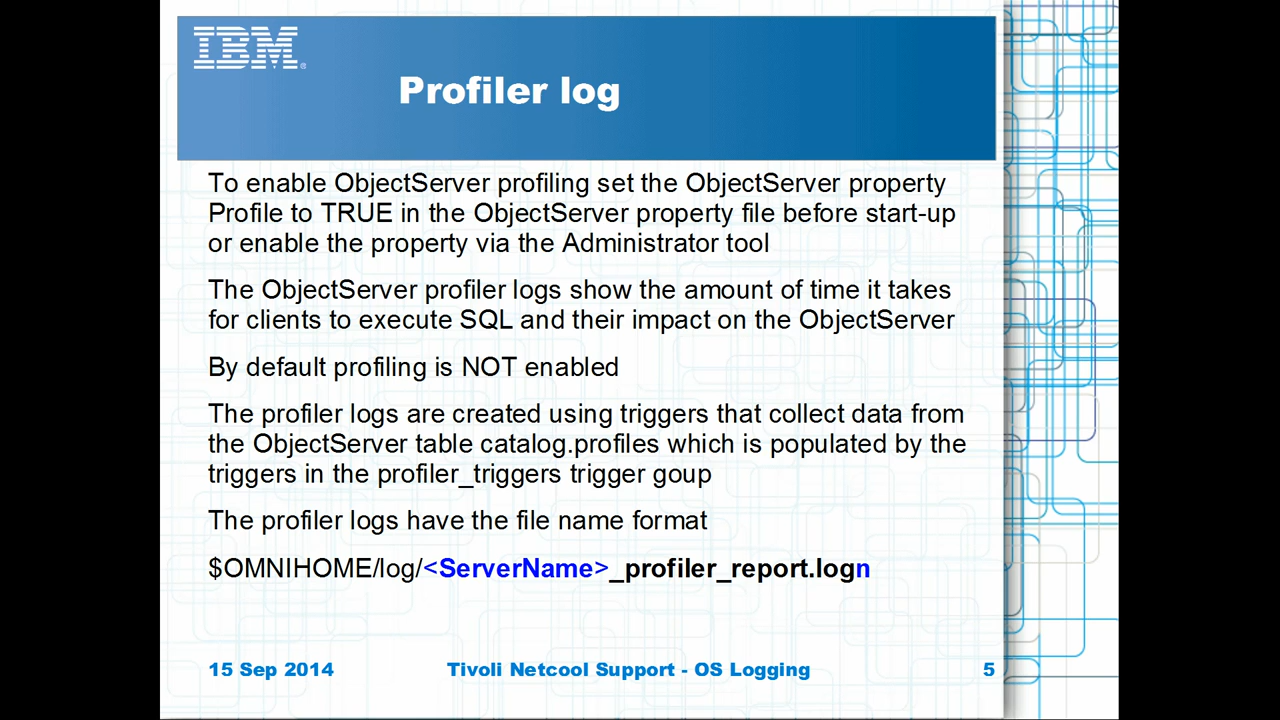 IBM®
Profiler log
To enable ObjectServer profiling set the ObjectServer property
Profile to TRUE in the ObjectServer property file before start-up
or enable the property via the Administrator tool
The ObjectServer profiler logs show the amount of time it takes
for clients to execute SQL and their impact on the ObjectServer
By default profiling is NOT enabled
The profiler logs are created using triggers that collect data from
the ObjectServer table catalog.profiles which is populated by the
triggers in the profiler_triggers trigger goup
The profiler logs have the file name format
$OMNIHOME/log/<ServerName>_profiler_report.logn
15 Sep 2014 Tivoli Netcool Support - OS Logging 5